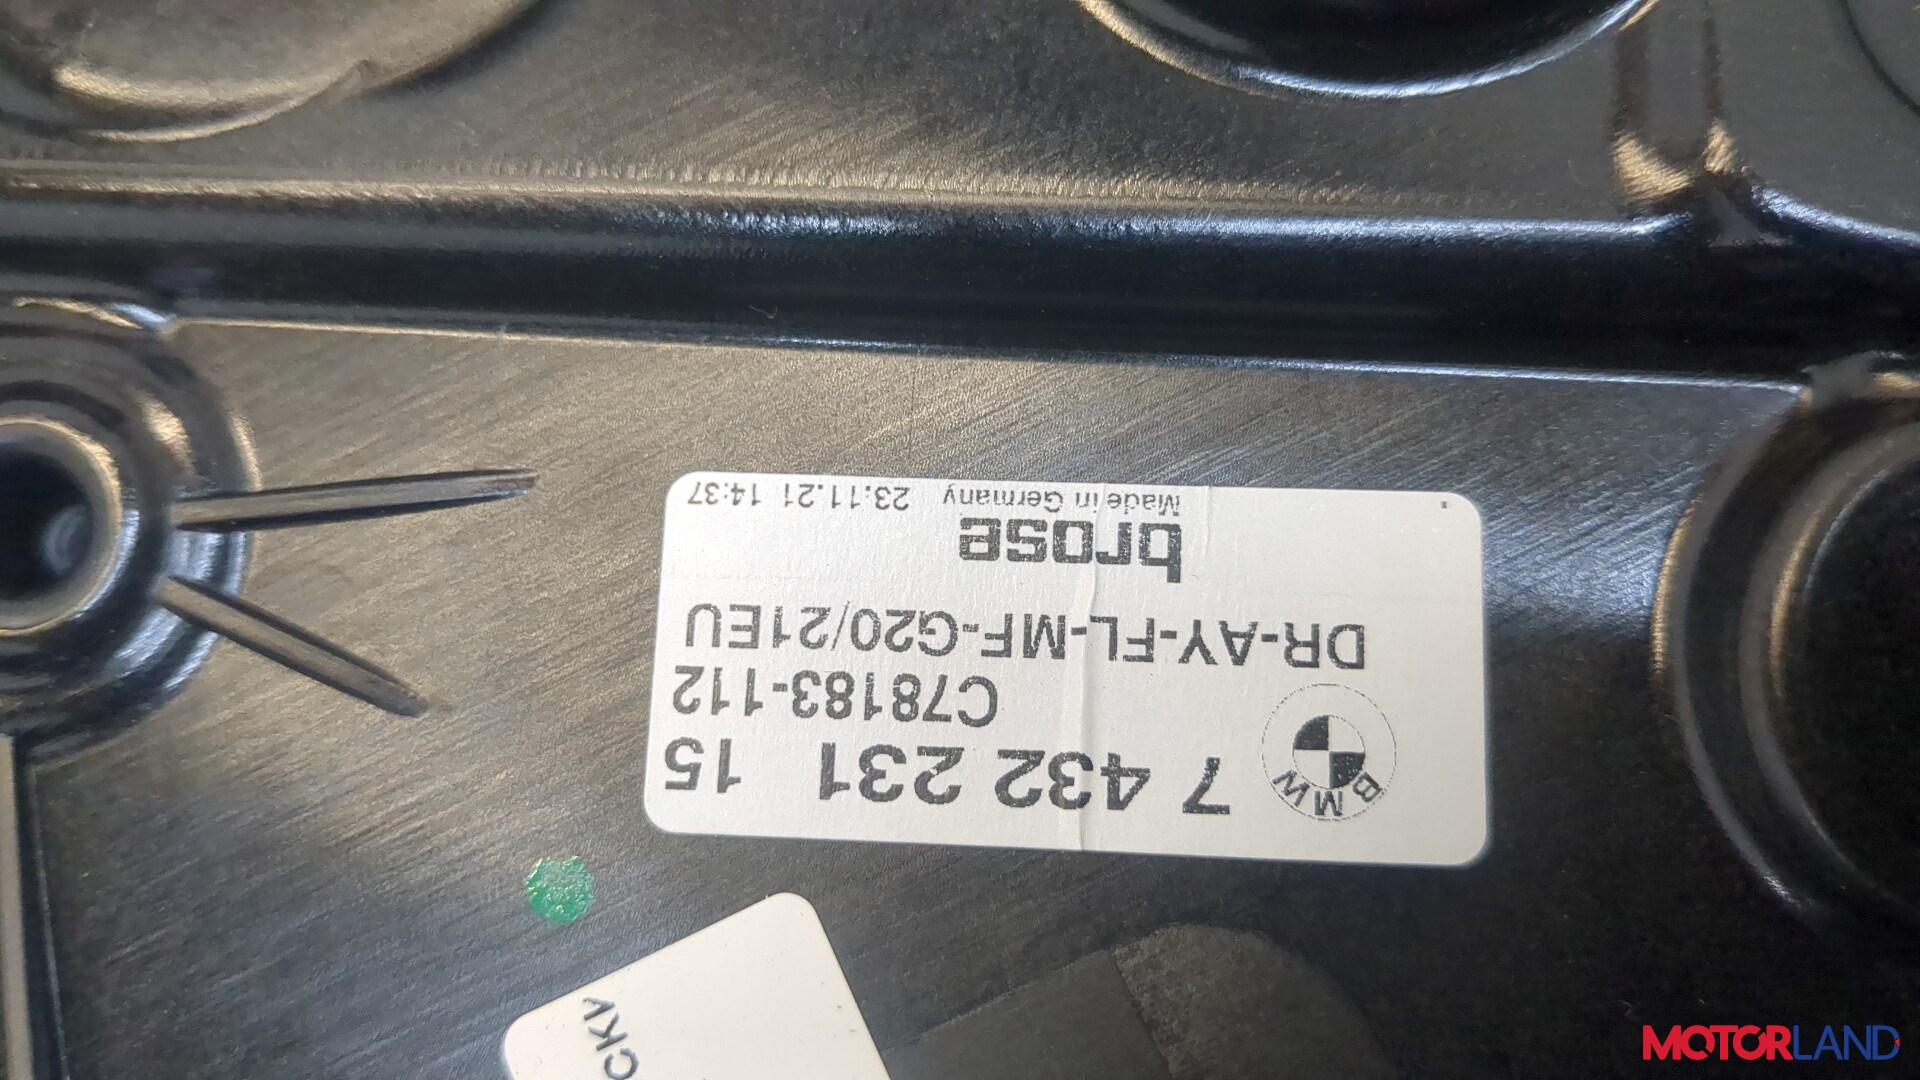 BMW
7 432 231 15
C78183-112
DR-AY-FL-MF-G20/21EU
brose
Made in Germany 23.11.21 14:37
MOTORLAND